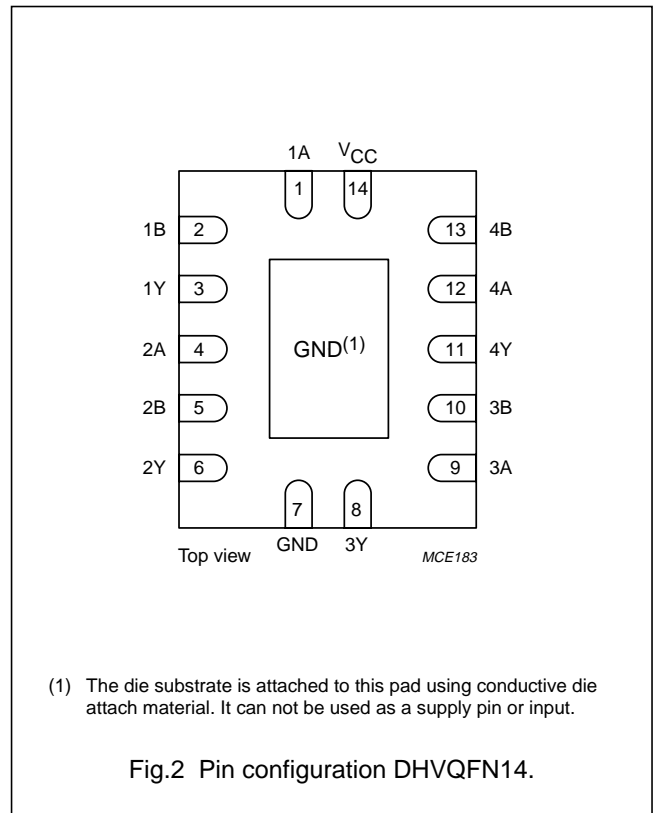 1A VCC
1 14
1B 2 13 4B
1Y 3 12 4A
2A 4 GND(1) 11 4Y
2B 5 10 3B
2Y 6 9 3A
7 8
Top view GND 3Y MCE183
(1) The die substrate is attached to this pad using conductive die
attach material. It can not be used as a supply pin or input.
Fig.2 Pin configuration DHVQFN14.